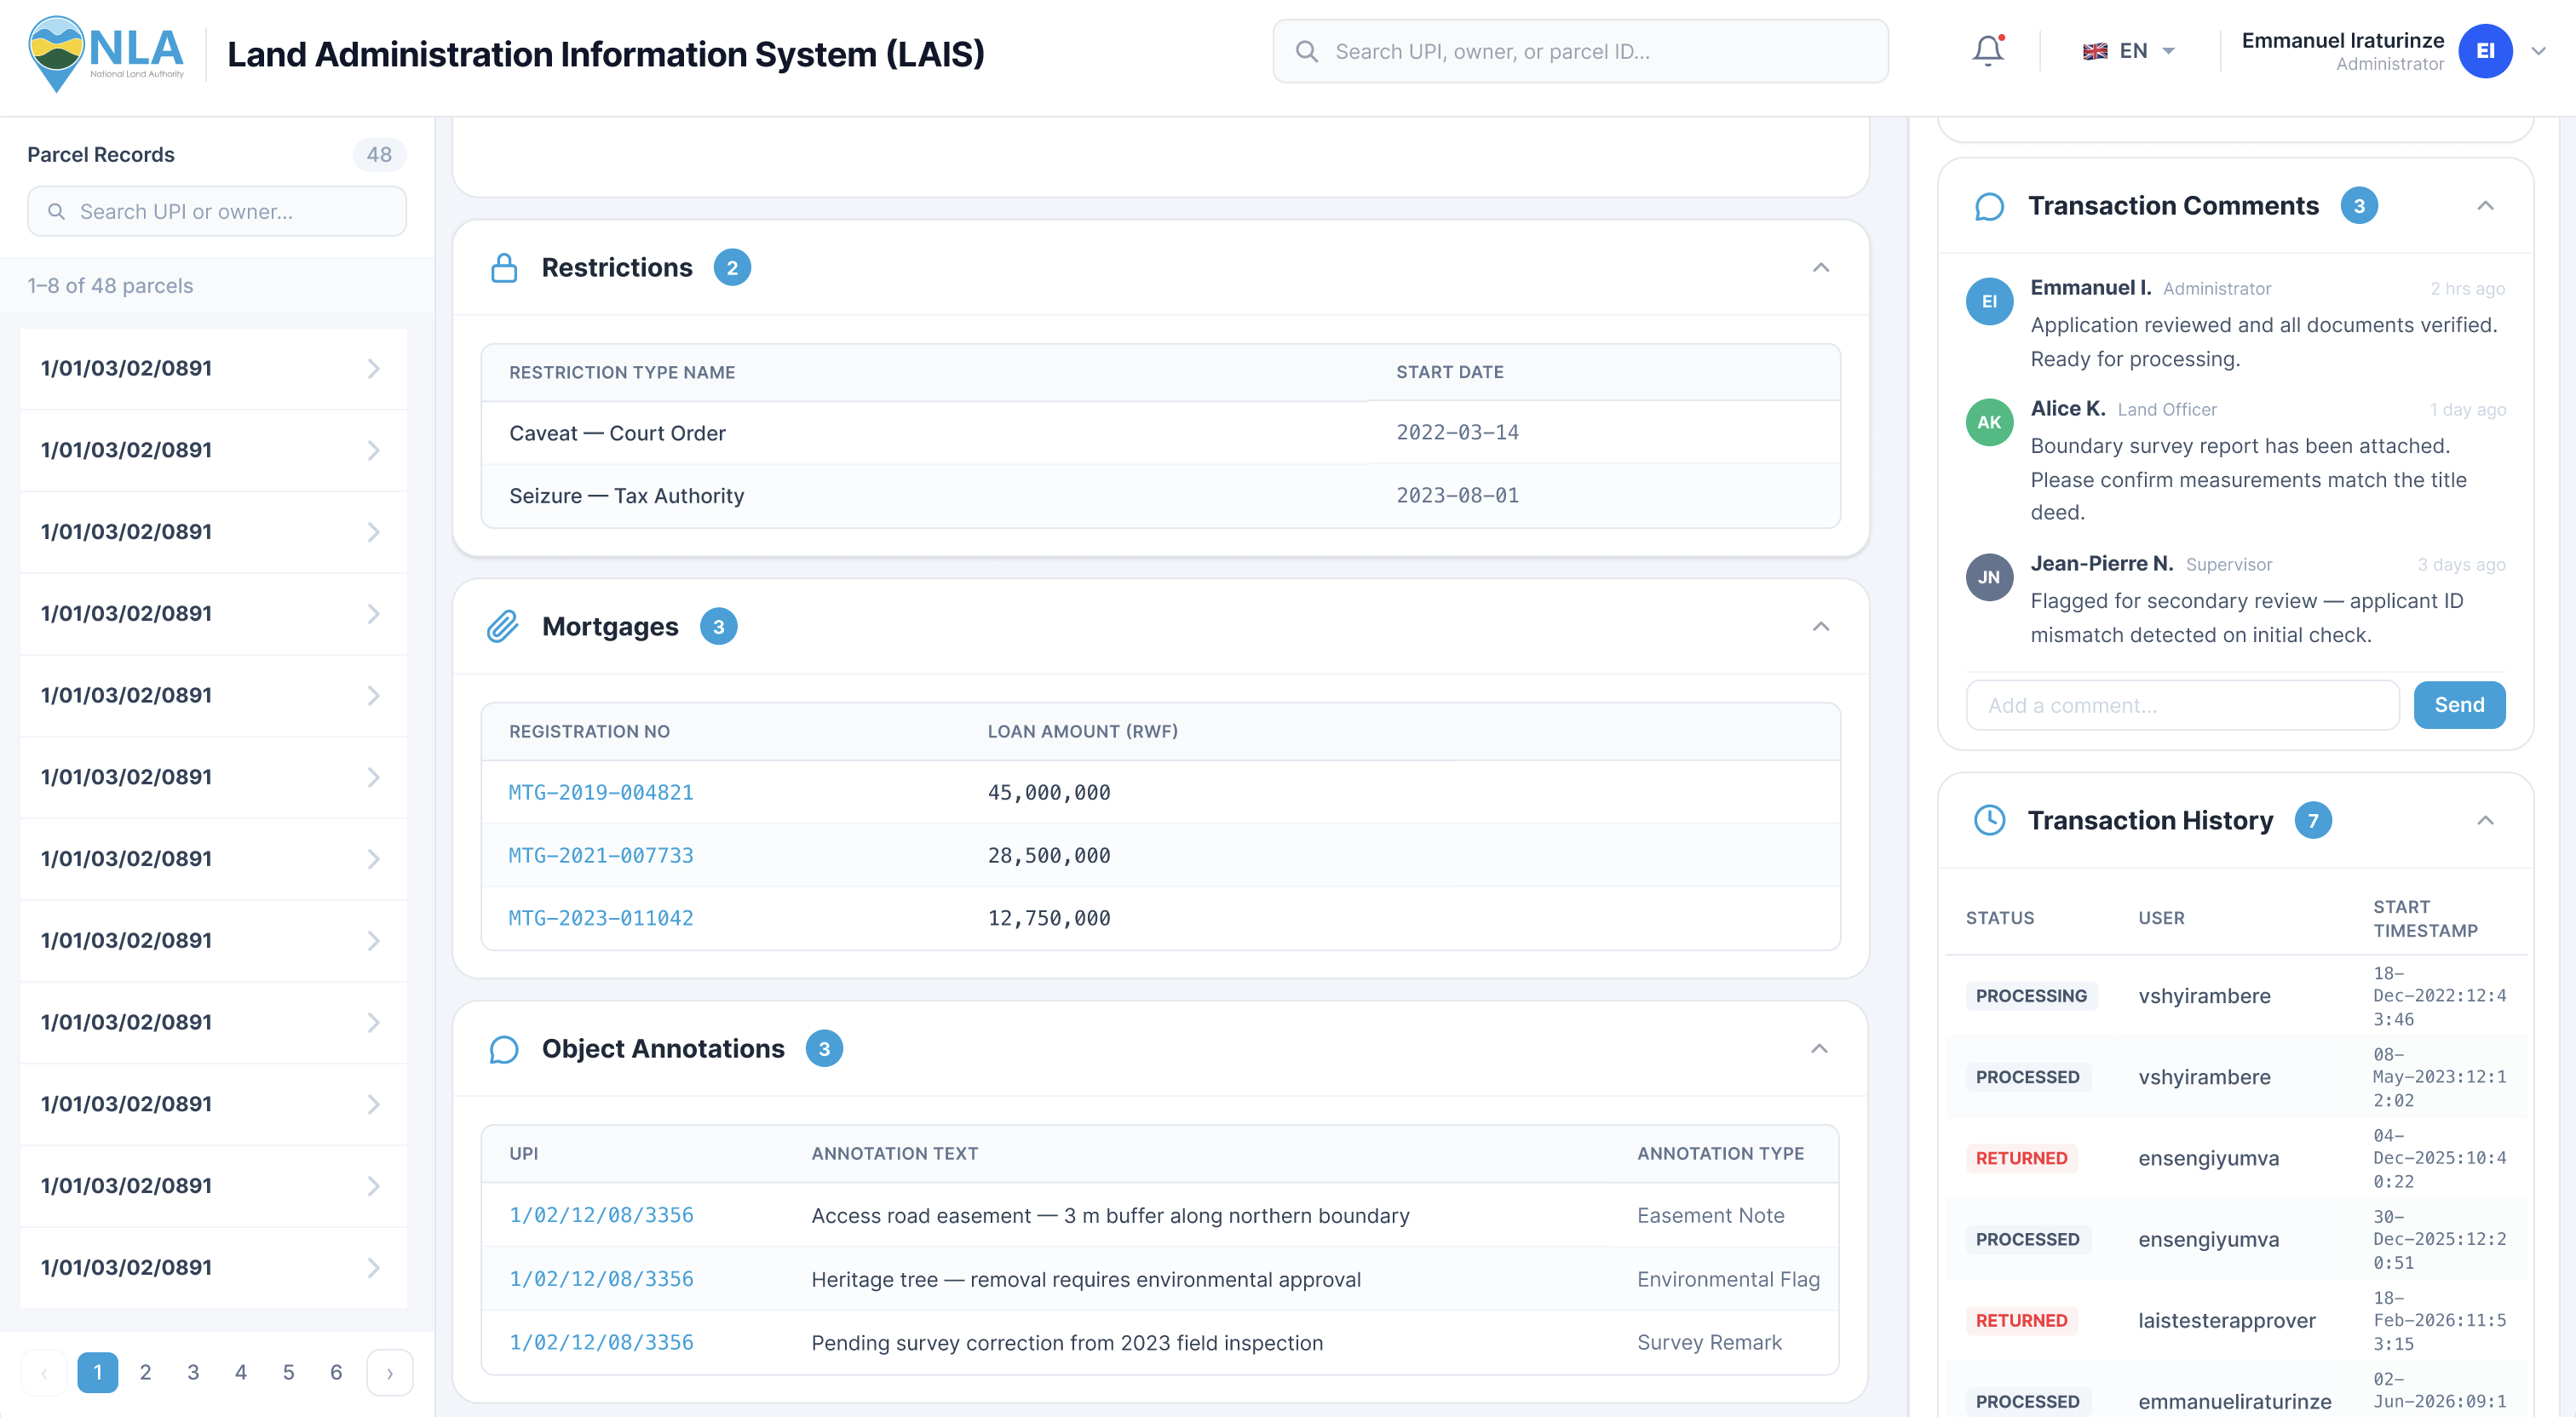 NLA
National Land Authority
Land Administration Information System (LAIS)
Search UPI, owner, or parcel ID...
EN
Emmanuel Iraturinze
Administrator
EI
Parcel Records
48
Search UPI or owner...
1–8 of 48 parcels
1/01/03/02/0891
1/01/03/02/0891
1/01/03/02/0891
1/01/03/02/0891
1/01/03/02/0891
1/01/03/02/0891
1/01/03/02/0891
1/01/03/02/0891
1/01/03/02/0891
1/01/03/02/0891
1/01/03/02/0891
1/01/03/02/0891
‹ 1 2 3 4 5 6 ›
Restrictions 2
RESTRICTION TYPE NAME START DATE
Caveat — Court Order 2022-03-14
Seizure — Tax Authority 2023-08-01
Mortgages 3
REGISTRATION NO LOAN AMOUNT (RWF)
MTG-2019-004821 45,000,000
MTG-2021-007733 28,500,000
MTG-2023-011042 12,750,000
Object Annotations 3
UPI ANNOTATION TEXT ANNOTATION TYPE
1/02/12/08/3356 Access road easement — 3 m buffer along northern boundary Easement Note
1/02/12/08/3356 Heritage tree — removal requires environmental approval Environmental Flag
1/02/12/08/3356 Pending survey correction from 2023 field inspection Survey Remark
Transaction Comments 3
EI
Emmanuel I. Administrator 2 hrs ago
Application reviewed and all documents verified.
Ready for processing.
AK
Alice K. Land Officer 1 day ago
Boundary survey report has been attached.
Please confirm measurements match the title
deed.
JN
Jean-Pierre N. Supervisor 3 days ago
Flagged for secondary review — applicant ID
mismatch detected on initial check.
Add a comment...
Send
Transaction History 7
STATUS USER START
TIMESTAMP
PROCESSING vshyirambere 18-
Dec-2022:12:4
3:46
PROCESSED vshyirambere 08-
May-2023:12:1
2:02
RETURNED ensengiyumva 04-
Dec-2025:10:4
0:22
PROCESSED ensengiyumva 30-
Dec-2025:12:2
0:51
RETURNED laistesterapprover 18-
Feb-2026:11:5
3:15
PROCESSED emmanueliraturinze 02-
Jun-2026:09:1